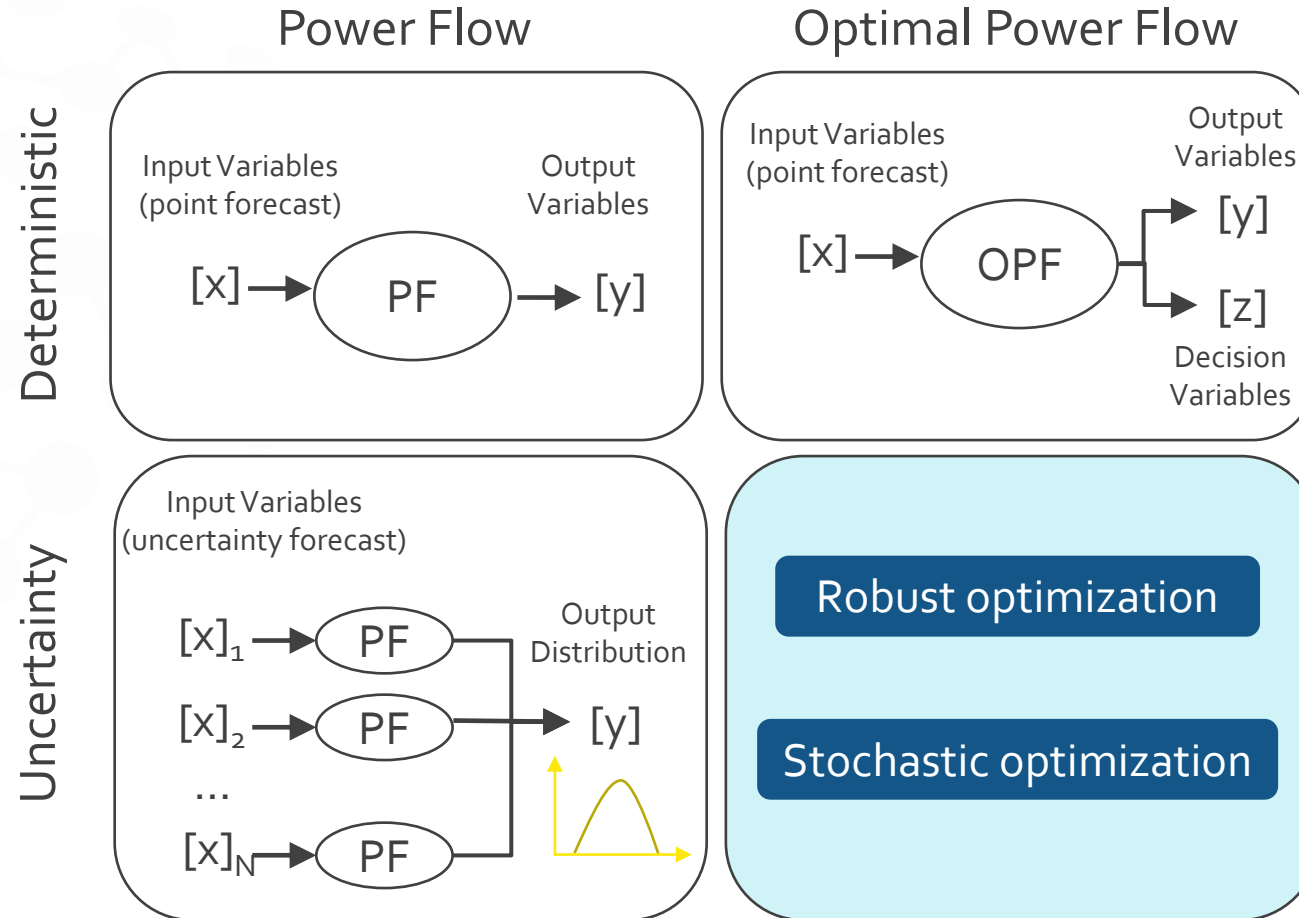 Power Flow
Optimal Power Flow
Deterministic
Input Variables
(point forecast)
Output
Variables
[x]
PF
[y]
Input Variables
(point forecast)
Output
Variables
[x]
OPF
[y]
[z]
Decision
Variables
Uncertainty
Input Variables
(uncertainty forecast)
[x]₁
PF
[x]₂
PF
...
[x]N
PF
Output
Distribution
[y]
Robust optimization
Stochastic optimization